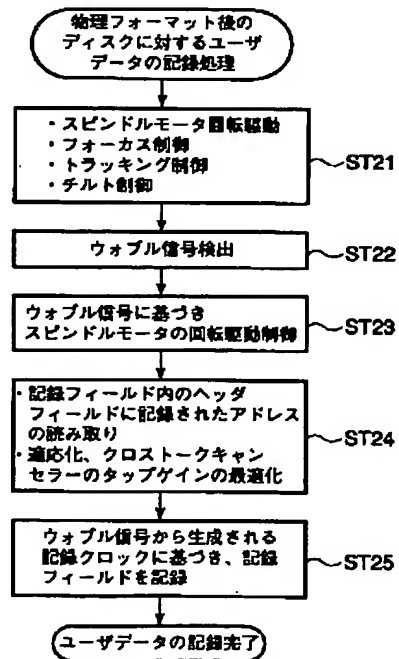 物理フォーマット後の
ディスクに対するユーザ
データの記録処理
・スピンドルモータ回転駆動
・フォーカス制御
・トラッキング制御
・チルト制御
ST21
ウォブル信号検出
ST22
ウォブル信号に基づき
スピンドルモータの回転駆動制御
ST23
・記録フィールド内のヘッダ
フィールドに記録されたアドレス
の読み取り
・適応化、クロストークキャン
セラーのタップゲインの最適化
ST24
ウォブル信号から生成される
記録クロックに基づき、記録
フィールドを記録
ST25
ユーザデータの記録完了